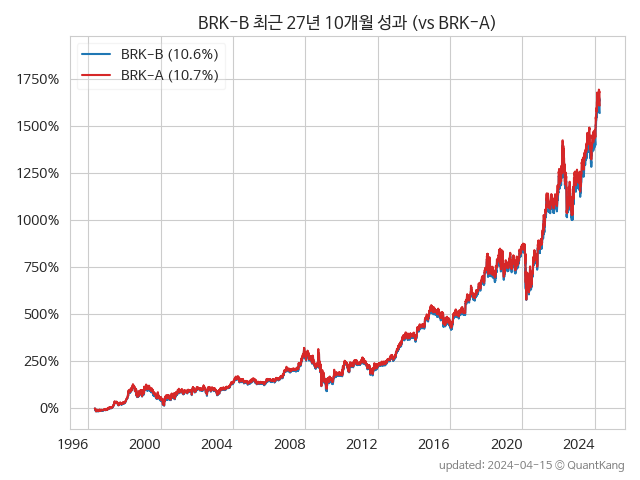 BRK-B 최근 27년 10개월 성과 (vs BRK-A)
BRK-B (10.6%)
BRK-A (10.7%)
1750%
1500%
1250%
1000%
750%
500%
250%
0%
1996 2000 2004 2008 2012 2016 2020 2024
updated: 2024-04-15 © QuantKang